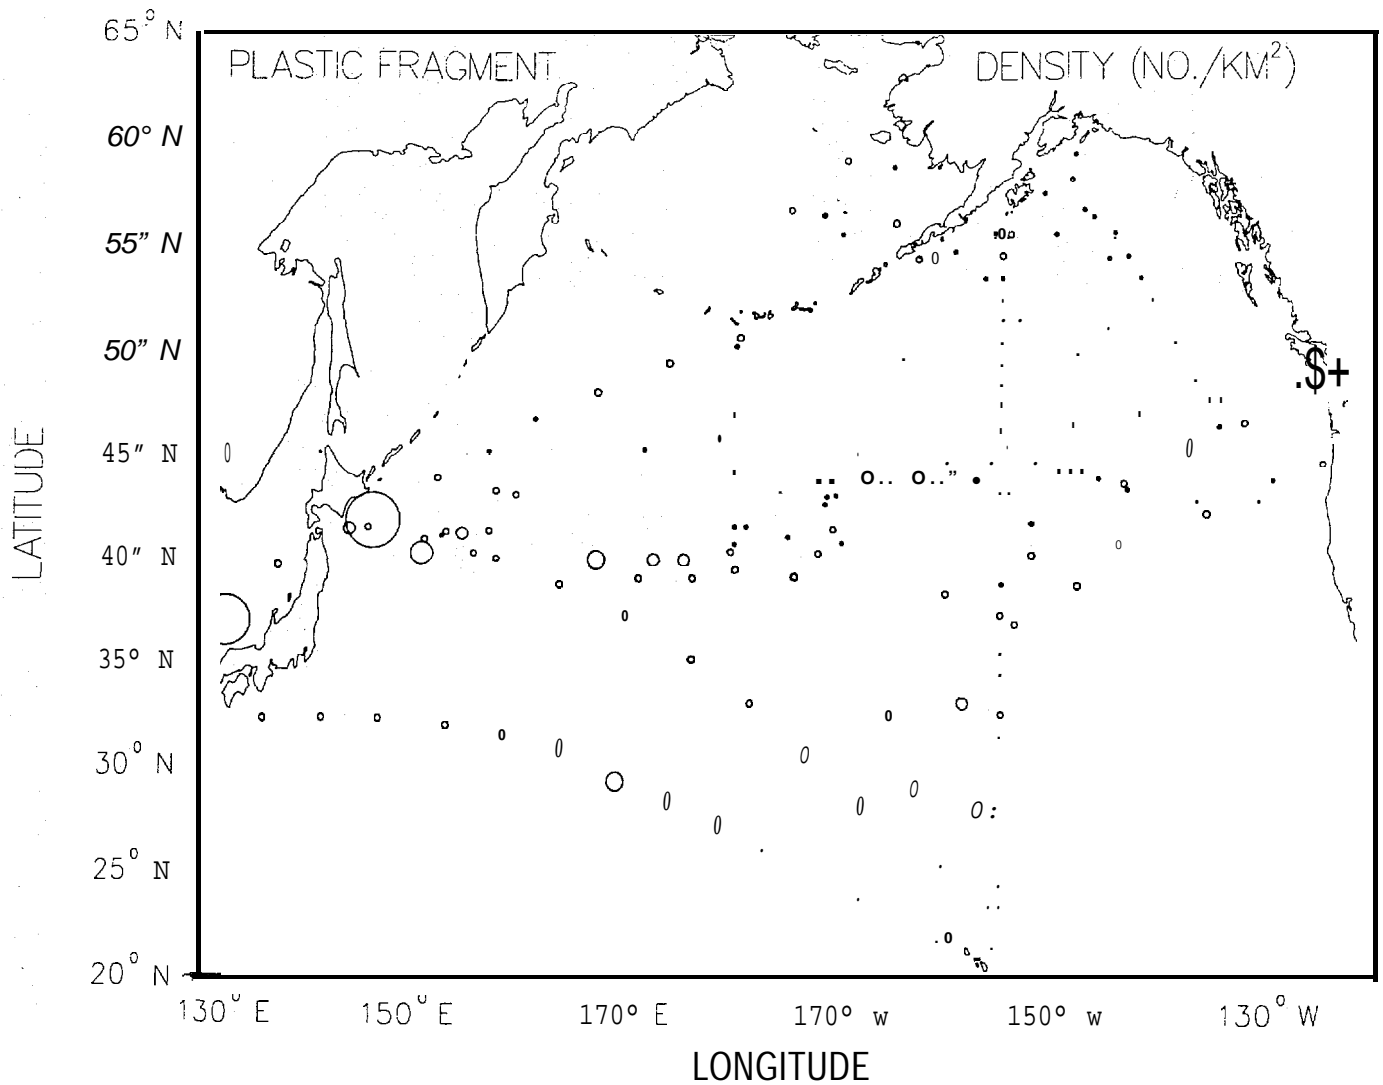 65° N
PLASTIC FRAGMENT DENSITY (NO./KM²)
60° N
55” N
50” N
.$+
45” N
40” N
35° N
30° N
25° N
20° N
LATITUDE
130° E 150° E 170° E 170° w 150° w 130° W
LONGITUDE